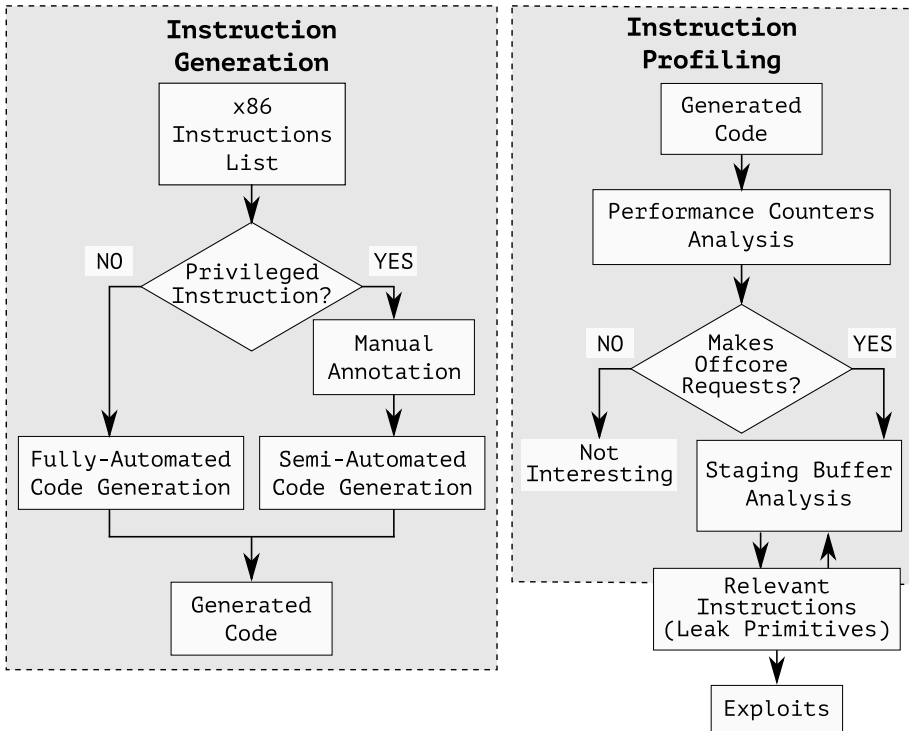 Instruction
Generation
x86
Instructions
List
NO
YES
Privileged
Instruction?
Manual
Annotation
Fully-Automated
Code Generation
Semi-Automated
Code Generation
Generated
Code
Instruction
Profiling
Generated
Code
Performance Counters
Analysis
NO
YES
Makes
Offcore
Requests?
Not
Interesting
Staging Buffer
Analysis
Relevant
Instructions
(Leak Primitives)
Exploits